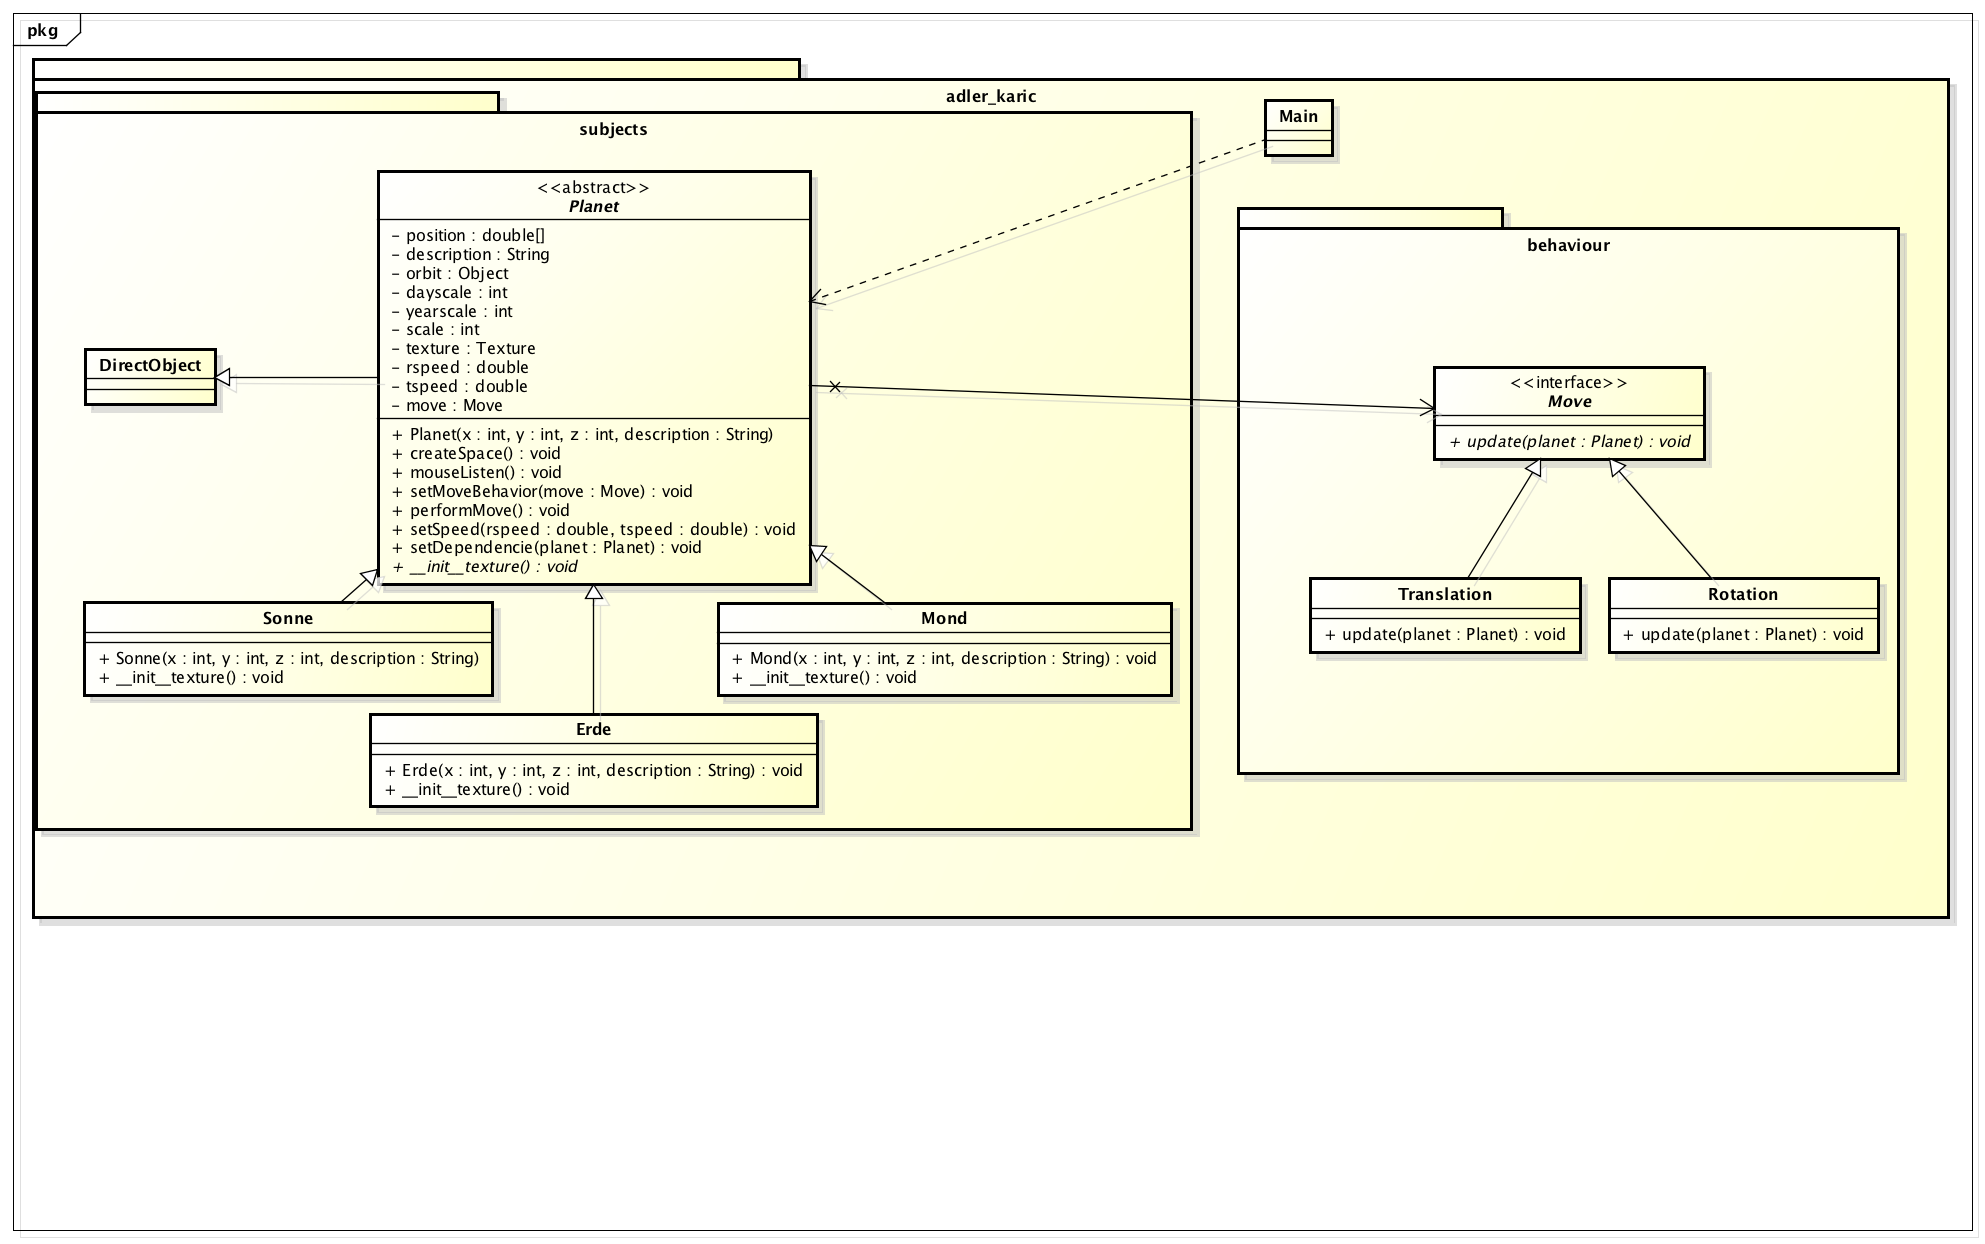 pkg
adler_karic
subjects
Main
<<abstract>>
Planet
- position : double[]
- description : String
- orbit : Object
- dayscale : int
- yearscale : int
- scale : int
- texture : Texture
- rspeed : double
- tspeed : double
- move : Move
+ Planet(x : int, y : int, z : int, description : String)
+ createSpace() : void
+ mouseListen() : void
+ setMoveBehavior(move : Move) : void
+ performMove() : void
+ setSpeed(rspeed : double, tspeed : double) : void
+ setDependencie(planet : Planet) : void
+ __init__texture() : void
DirectObject
Sonne
+ Sonne(x : int, y : int, z : int, description : String)
+ __init__texture() : void
Erde
+ Erde(x : int, y : int, z : int, description : String) : void
+ __init__texture() : void
Mond
+ Mond(x : int, y : int, z : int, description : String) : void
+ __init__texture() : void
behaviour
<<interface>>
Move
+ update(planet : Planet) : void
Translation
+ update(planet : Planet) : void
Rotation
+ update(planet : Planet) : void